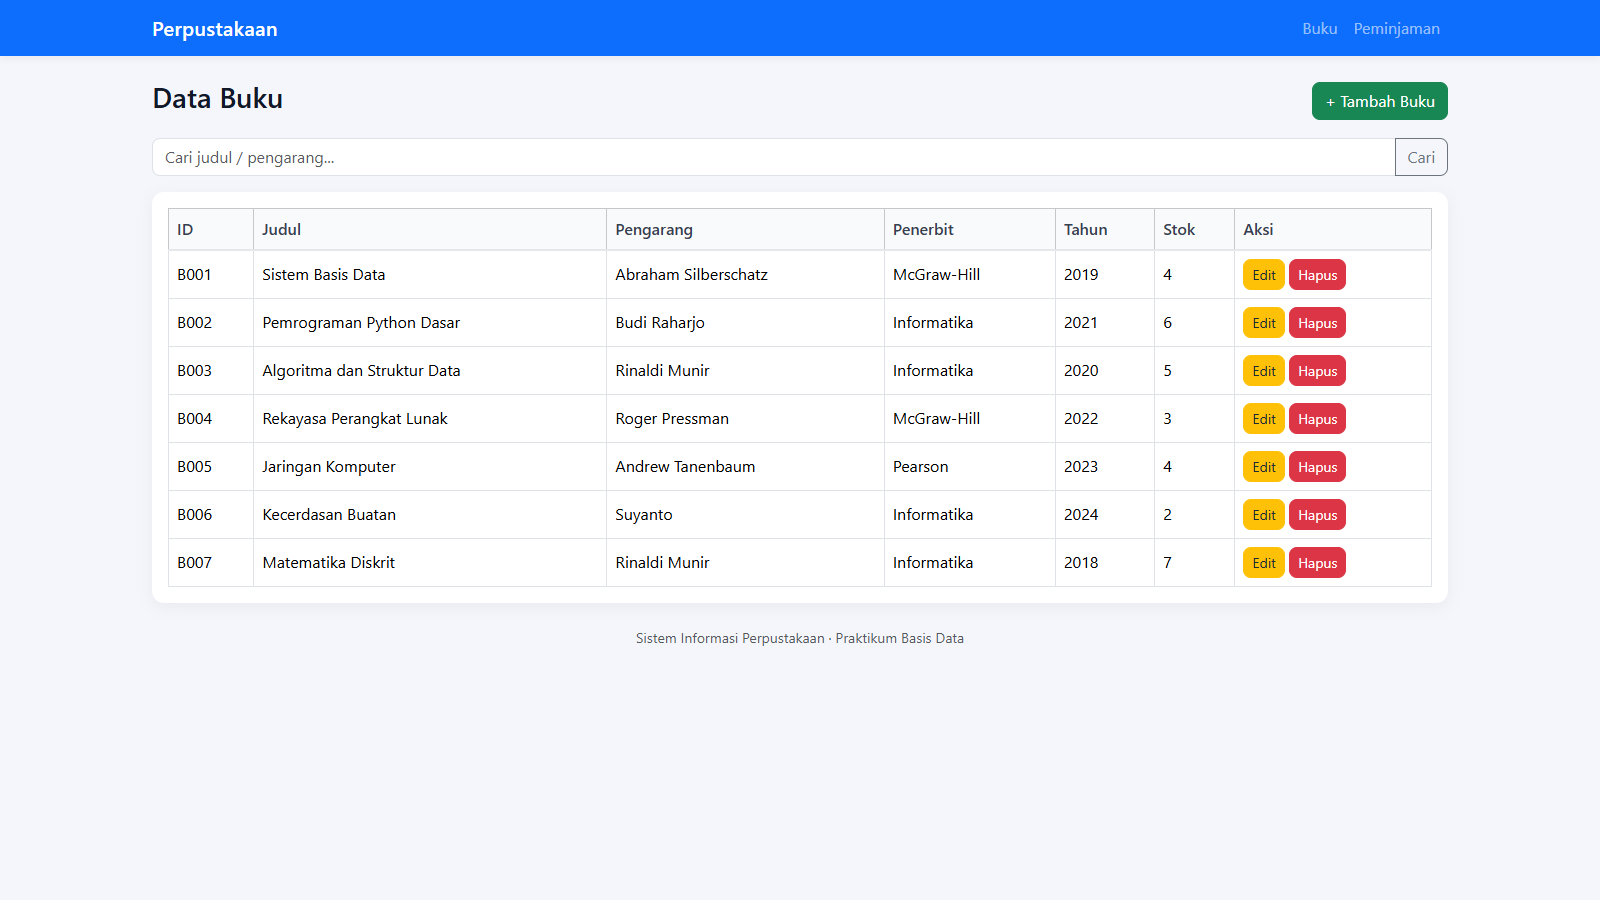 Perpustakaan Buku Peminjaman
Data Buku + Tambah Buku
Cari judul / pengarang... Cari
ID Judul Pengarang Penerbit Tahun Stok Aksi
B001 Sistem Basis Data Abraham Silberschatz McGraw-Hill 2019 4 Edit Hapus
B002 Pemrograman Python Dasar Budi Raharjo Informatika 2021 6 Edit Hapus
B003 Algoritma dan Struktur Data Rinaldi Munir Informatika 2020 5 Edit Hapus
B004 Rekayasa Perangkat Lunak Roger Pressman McGraw-Hill 2022 3 Edit Hapus
B005 Jaringan Komputer Andrew Tanenbaum Pearson 2023 4 Edit Hapus
B006 Kecerdasan Buatan Suyanto Informatika 2024 2 Edit Hapus
B007 Matematika Diskrit Rinaldi Munir Informatika 2018 7 Edit Hapus
Sistem Informasi Perpustakaan · Praktikum Basis Data